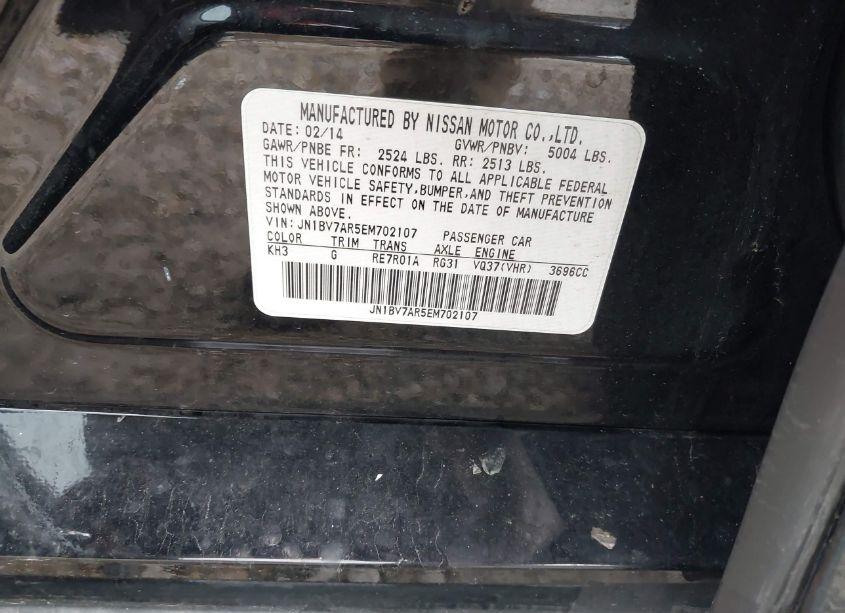 MANUFACTURED BY NISSAN MOTOR CO.,LTD.
DATE: 02/14 GVWR/PNBV: 5004 LBS.
GAWR/PNBE FR: 2524 LBS. RR: 2513 LBS.
THIS VEHICLE CONFORMS TO ALL APPLICABLE FEDERAL
MOTOR VEHICLE SAFETY,BUMPER,AND THEFT PREVENTION
STANDARDS IN EFFECT ON THE DATE OF MANUFACTURE
SHOWN ABOVE.
VIN: JN1BV7AR5EM702107 PASSENGER CAR
COLOR TRIM TRANS AXLE ENGINE
KH3 G RE7R01A RG31 VQ37(VHR) 3696CC
JN1BV7AR5EM702107